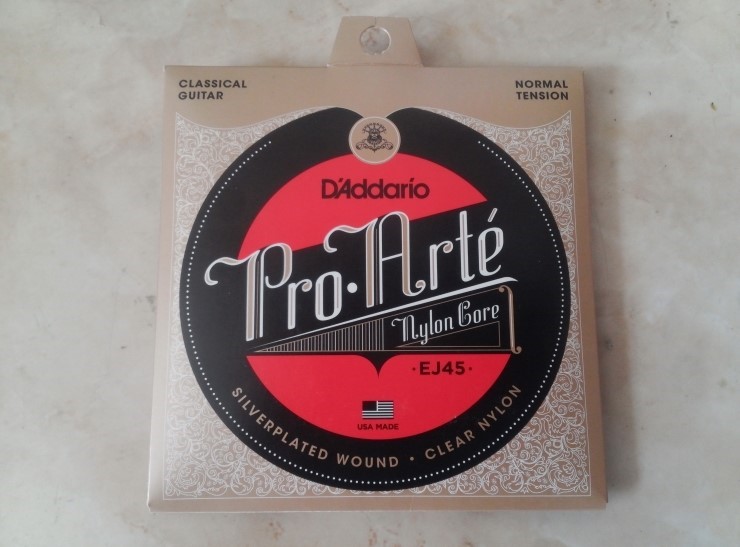 CLASSICAL
GUITAR
NORMAL
TENSION
D'Addario
Pro·Arté
Nylon Core
·EJ45·
USA MADE
SILVERPLATED WOUND • CLEAR NYLON